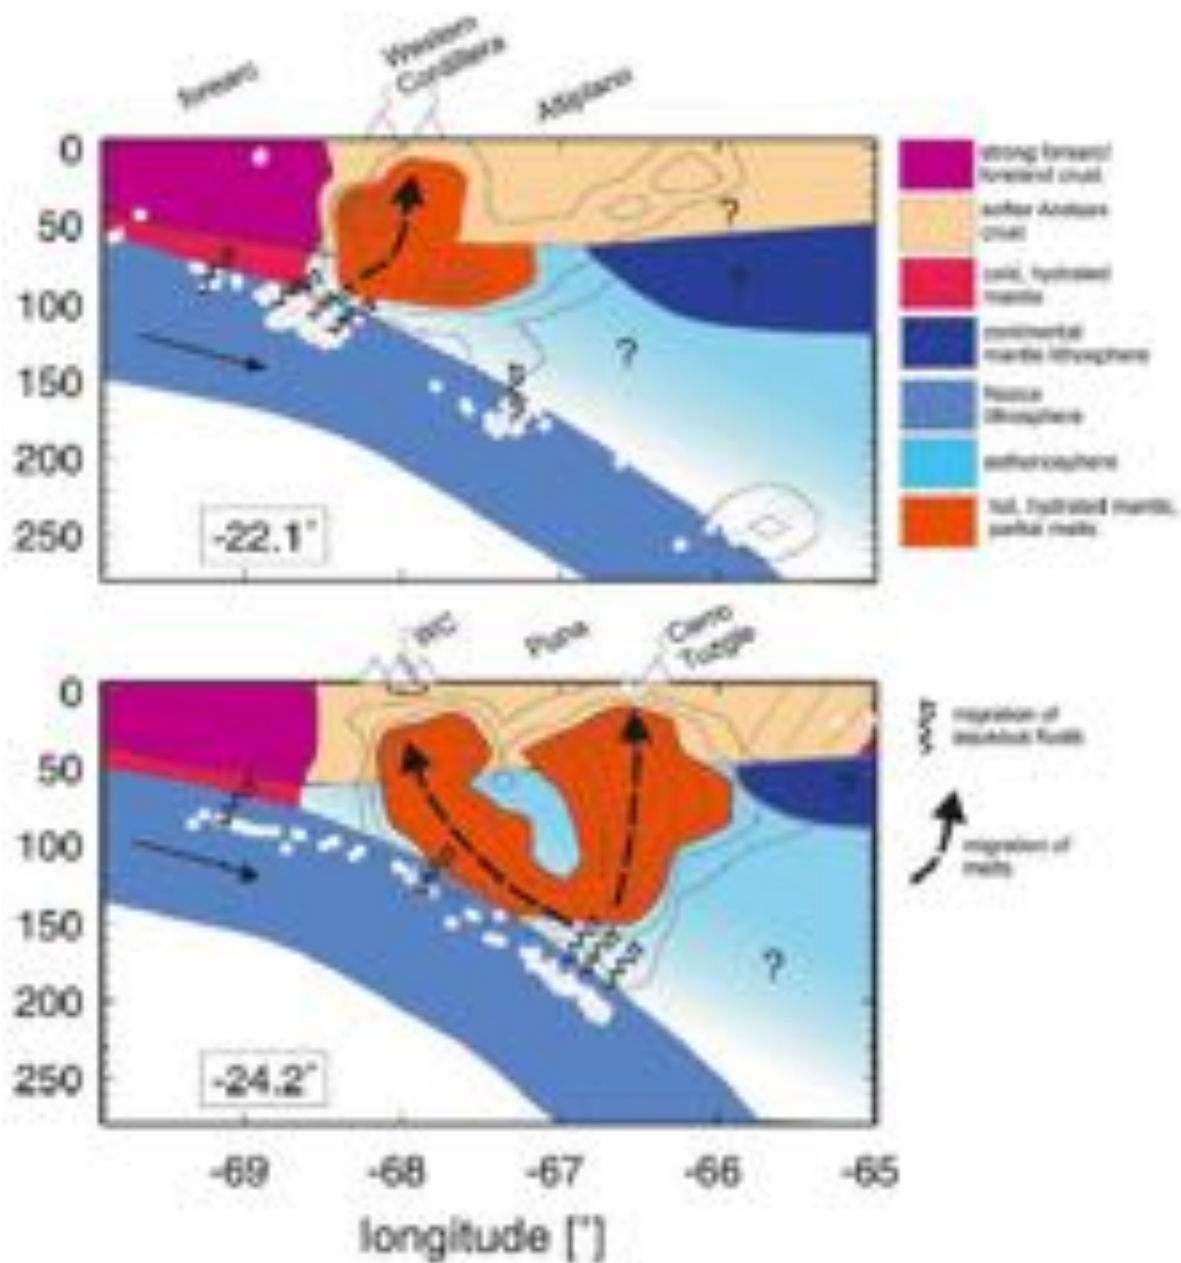 forearc
Western
Cordillera
Altiplano
0
50
100
150
200
250
?
?
?
-22.1°
strong forearc/
foreland crust
softer Andean
crust
cold, hydrated
mantle
continental
mantle lithosphere
Nazca
lithosphere
asthenosphere
hot, hydrated mantle,
partial melts
WC
Puna
Cerro
Tuzgle
0
50
100
150
200
250
?
?
-24.2°
migration of
aqueous fluids
migration of
melts
-69
-68
-67
-66
-65
longitude [°]